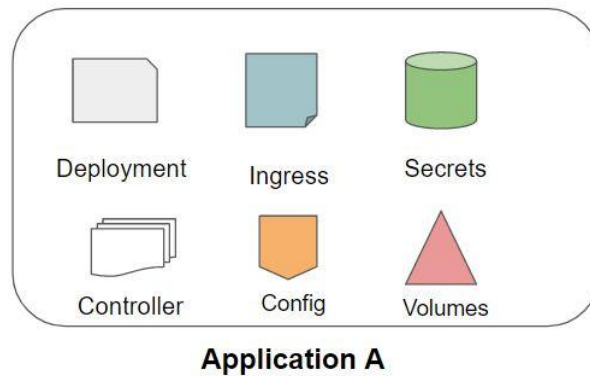 Deployment
Ingress
Secrets
Controller
Config
Volumes
Application A